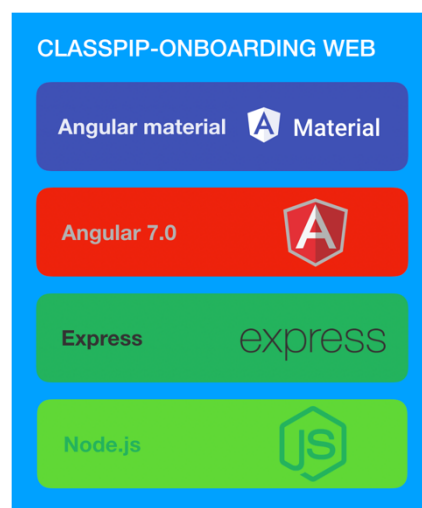 CLASSPIP-ONBOARDING WEB
Angular material A Material
Angular 7.0 A
Express express
Node.js JS